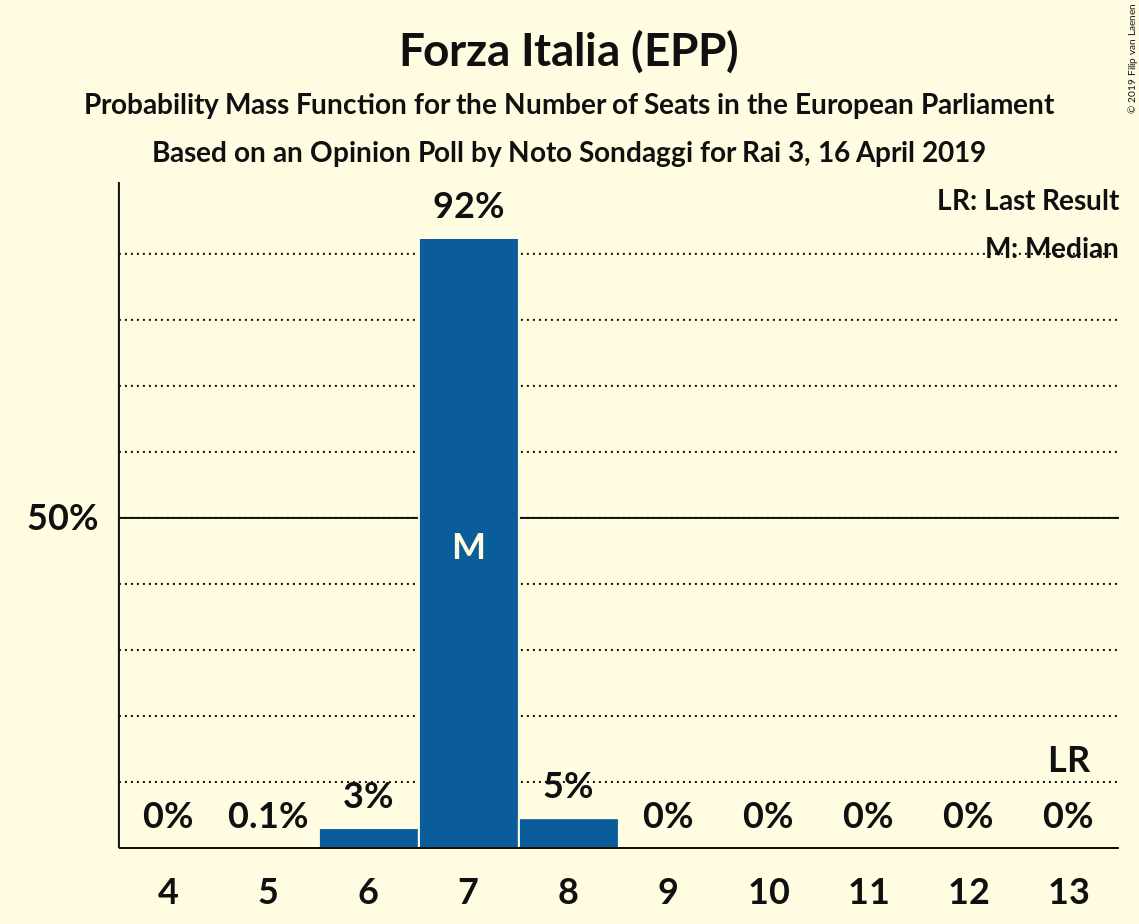 Forza Italia (EPP)
Probability Mass Function for the Number of Seats in the European Parliament
Based on an Opinion Poll by Noto Sondaggi for Rai 3, 16 April 2019
© 2019 Filip van Laenen
LR: Last Result
M: Median
92%
50%
M
LR
0% 0.1% 3% 5% 0% 0% 0% 0% 0%
4 5 6 7 8 9 10 11 12 13